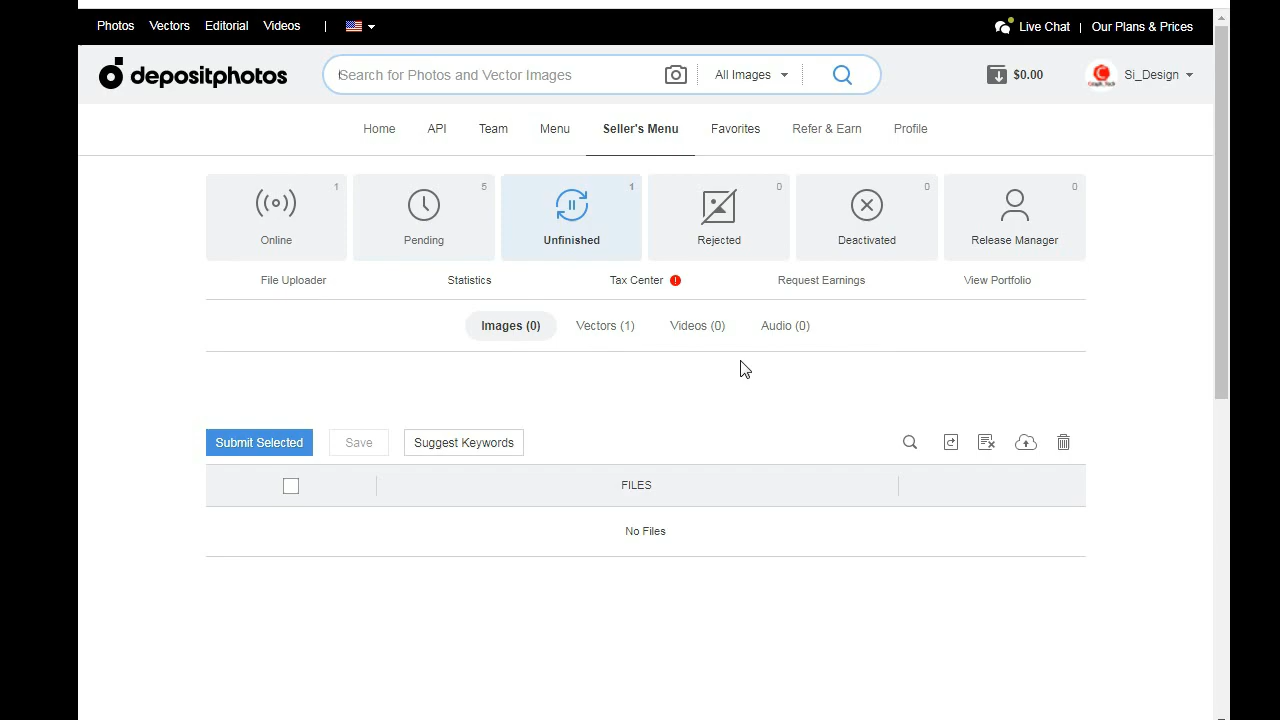 Photos Vectors Editorial Videos | Live Chat | Our Plans & Prices
depositphotos Search for Photos and Vector Images All Images $0.00 Si_Design
Home API Team Menu Seller's Menu Favorites Refer & Earn Profile
1 5 1 0 0 0
Online Pending Unfinished Rejected Deactivated Release Manager
File Uploader Statistics Tax Center ! Request Earnings View Portfolio
Images (0) Vectors (1) Videos (0) Audio (0)
Submit Selected Save Suggest Keywords
FILES
No Files